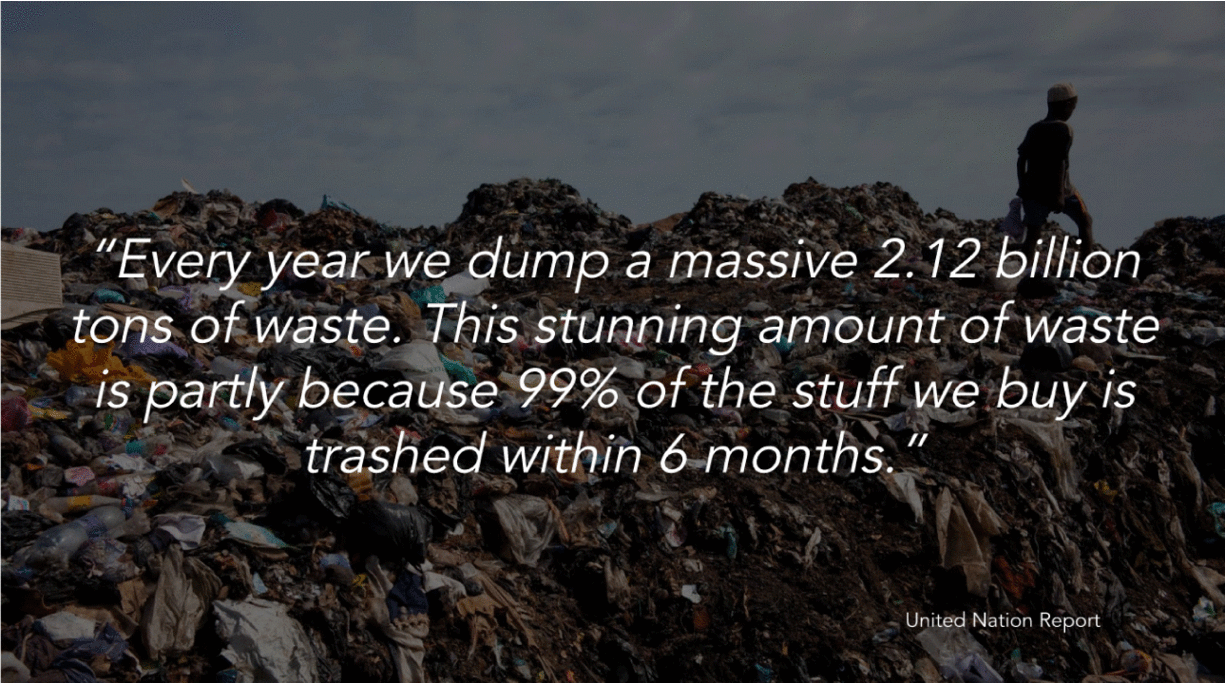 “Every year we dump a massive 2.12 billion
tons of waste. This stunning amount of waste
is partly because 99% of the stuff we buy is
trashed within 6 months.”
United Nation Report